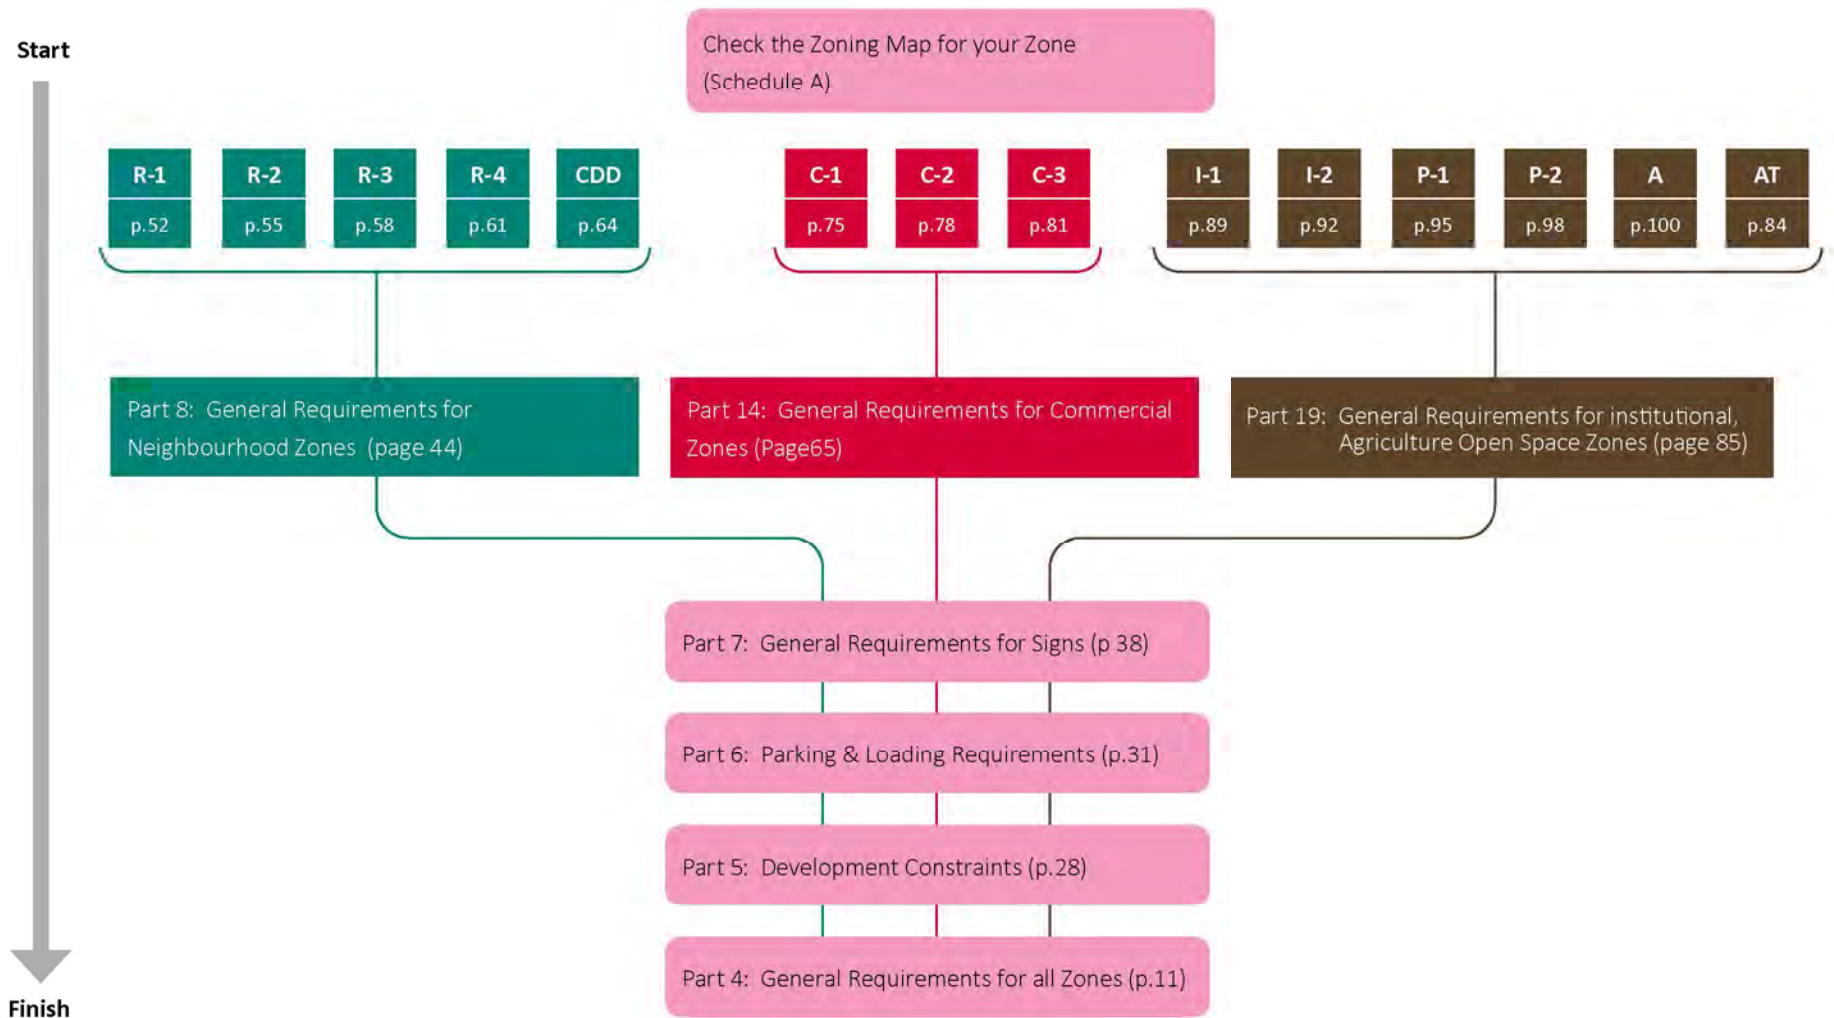 Start
Check the Zoning Map for your Zone
(Schedule A)
R-1
R-2
R-3
R-4
CDD
C-1
C-2
C-3
I-1
I-2
P-1
P-2
A
AT
p.52
p.55
p.58
p.61
p.64
p.75
p.78
p.81
p.89
p.92
p.95
p.98
p.100
p.84
Part 8: General Requirements for
Neighbourhood Zones (page 44)
Part 14: General Requirements for Commercial
Zones (Page65)
Part 19: General Requirements for institutional,
Agriculture Open Space Zones (page 85)
Part 7: General Requirements for Signs (p 38)
Part 6: Parking & Loading Requirements (p.31)
Part 5: Development Constraints (p.28)
Part 4: General Requirements for all Zones (p.11)
Finish